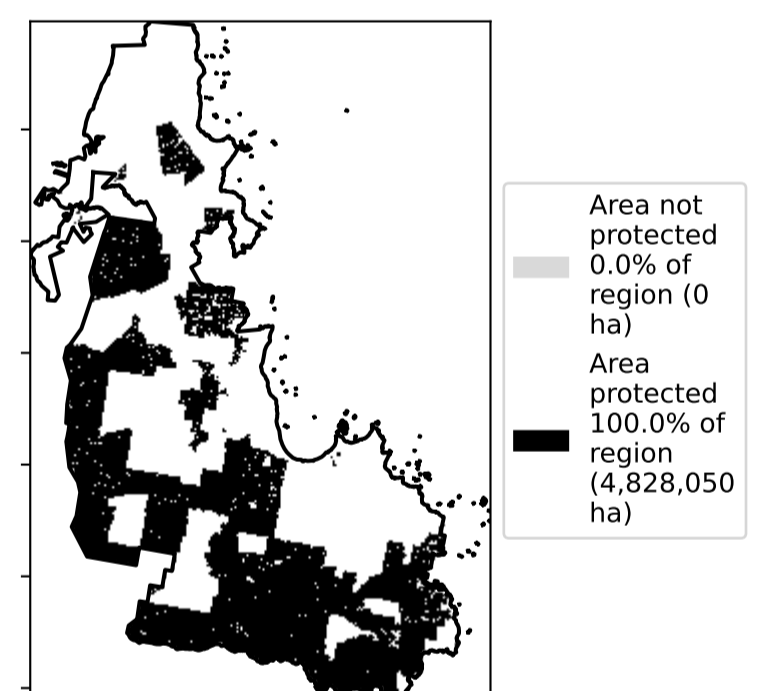 Area not
protected
0.0% of
region (0
ha)
Area
protected
100.0% of
region
(4,828,050
ha)